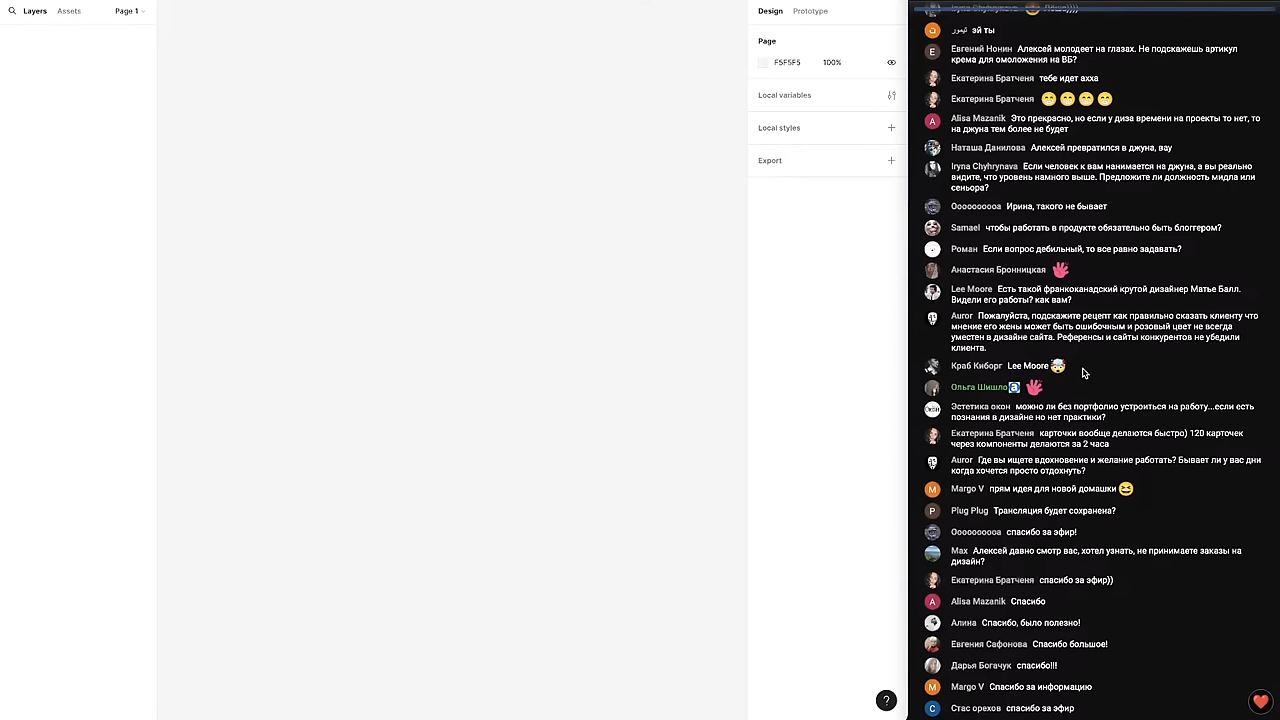 Layers Assets Page 1
Design Prototype
Page
F5F5F5 100%
Local variables
Local styles
Export
?
Iryna Chyhrynava
تيمور эй ты
Евгений Нонин Алексей молодеет на глазах. Не подскажешь артикул
крема для омоложения на ВБ?
Екатерина Братченя тебе идет ахха
Екатерина Братченя 😁😁😁😁
Alisa Mazanik Это прекрасно, но если у диза времени на проекты то нет, то
на джуна тем более не будет
Наташа Данилова Алексей превратился в джуна, вау
Iryna Chyhrynava Если человек к вам нанимается на джуна, а вы реально
видите, что уровень намного выше. Предложите ли должность мидла или
сеньора?
Oooooooooa Ирина, такого не бывает
Samael чтобы работать в продукте обязательно быть блоггером?
Роман Если вопрос дебильный, то все равно задавать?
Анастасия Бронницкая
Lee Moore Есть такой франкоканадский крутой дизайнер Матье Балл.
Видели его работы? как вам?
Auror Пожалуйста, подскажите рецепт как правильно сказать клиенту что
мнение его жены может быть ошибочным и розовый цвет не всегда
уместен в дизайне сайта. Референсы и сайты конкурентов не убедили
клиента.
Краб Киборг Lee Moore 🤯
Ольга Шишло
Эстетика окон можно ли без портфолио устроиться на работу...если есть
познания в дизайне но нет практики?
Екатерина Братченя карточки вообще делаются быстро) 120 карточек
через компоненты делаются за 2 часа
Auror Где вы ищете вдохновение и желание работать? Бывает ли у вас дни
когда хочется просто отдохнуть?
Margo V прям идея для новой домашки 😆
Plug Plug Трансляция будет сохранена?
Oooooooooa спасибо за эфир!
Max Алексей давно смотр вас, хотел узнать, не принимаете заказы на
дизайн?
Екатерина Братченя спасибо за эфир))
Alisa Mazanik Спасибо
Алина Спасибо, было полезно!
Евгения Сафонова Спасибо большое!
Дарья Богачук спасибо!!!
Margo V Спасибо за информацию
Стас орехов спасибо за эфир